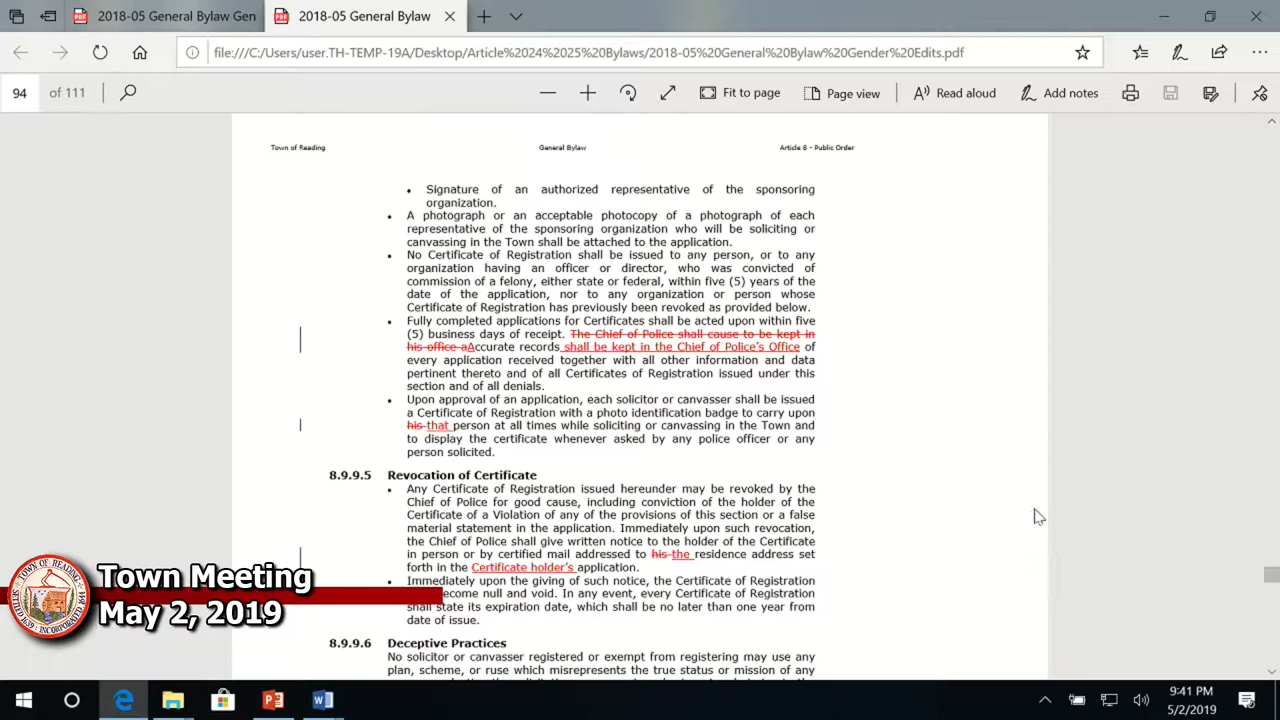 2018-05 General Bylaw Gen
2018-05 General Bylaw
file:///C:/Users/user.TH-TEMP-19A/Desktop/Article%2024%2025%20Bylaws/2018-05%20General%20Bylaw%20Gender%20Edits.pdf
94 of 111
Fit to page
Page view
Read aloud
Add notes
Town of Reading General Bylaw Article 8 - Public Order
• Signature of an authorized representative of the sponsoring
organization.
• A photograph or an acceptable photocopy of a photograph of each
representative of the sponsoring organization who will be soliciting or
canvassing in the Town shall be attached to the application.
• No Certificate of Registration shall be issued to any person, or to any
organization having an officer or director, who was convicted of
commission of a felony, either state or federal, within five (5) years of the
date of the application, nor to any organization or person whose
Certificate of Registration has previously been revoked as provided below.
• Fully completed applications for Certificates shall be acted upon within five
(5) business days of receipt. The Chief of Police shall cause to be kept in
his office aAccurate records shall be kept in the Chief of Police's Office of
every application received together with all other information and data
pertinent thereto and of all Certificates of Registration issued under this
section and of all denials.
• Upon approval of an application, each solicitor or canvasser shall be issued
a Certificate of Registration with a photo identification badge to carry upon
his that person at all times while soliciting or canvassing in the Town and
to display the certificate whenever asked by any police officer or any
person solicited.
8.9.9.5 Revocation of Certificate
• Any Certificate of Registration issued hereunder may be revoked by the
Chief of Police for good cause, including conviction of the holder of the
Certificate of a Violation of any of the provisions of this section or a false
material statement in the application. Immediately upon such revocation,
the Chief of Police shall give written notice to the holder of the Certificate
in person or by certified mail addressed to his the residence address set
forth in the Certificate holder's application.
• Immediately upon the giving of such notice, the Certificate of Registration
become null and void. In any event, every Certificate of Registration
shall state its expiration date, which shall be no later than one year from
date of issue.
8.9.9.6 Deceptive Practices
No solicitor or canvasser registered or exempt from registering may use any
plan, scheme, or ruse which misrepresents the true status or mission of any
TOWN OF READING
1639
Town Meeting
May 2, 2019
9:41 PM
5/2/2019